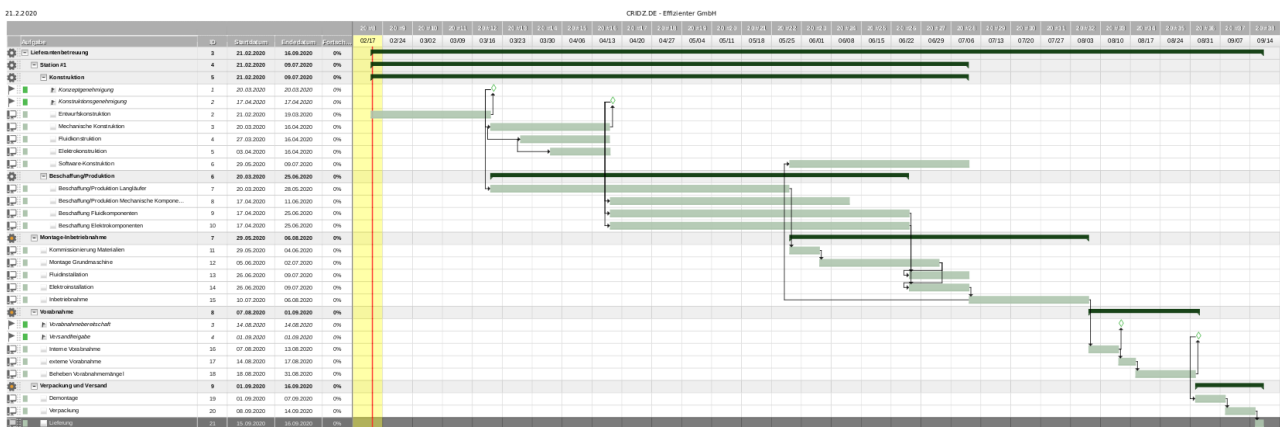 21.2.2020 CRIDZ.DE - Effizienter GmbH
Aufgabe ID Startdatum Endedatum Fortsch...
02/17 02/24 03/02 03/09 03/16 03/23 03/30 04/06 04/13 04/20 04/27 05/04 05/11 05/18 05/25 06/01 06/08 06/15 06/22 06/29 07/06 07/13 07/20 07/27 08/03 08/10 08/17 08/24 08/31 09/07 09/14
Lieferantenbetreuung 3 21.02.2020 16.09.2020 0%
Station #1 4 21.02.2020 09.07.2020 0%
Konstruktion 5 21.02.2020 09.07.2020 0%
Konzeptgenehmigung 1 20.03.2020 20.03.2020 0%
Konstruktionsgenehmigung 2 17.04.2020 17.04.2020 0%
Entwurfskonstruktion 2 21.02.2020 19.03.2020 0%
Mechanische Konstruktion 3 20.03.2020 16.04.2020 0%
Fluidkonstruktion 4 27.03.2020 16.04.2020 0%
Elektrokonstruktion 5 03.04.2020 16.04.2020 0%
Software-Konstruktion 6 29.05.2020 09.07.2020 0%
Beschaffung/Produktion 6 20.03.2020 25.06.2020 0%
Beschaffung/Produktion Langläufer 7 20.03.2020 28.05.2020 0%
Beschaffung/Produktion Mechanische Kompone... 8 17.04.2020 11.06.2020 0%
Beschaffung Fluidkomponenten 9 17.04.2020 25.06.2020 0%
Beschaffung Elektrokomponenten 10 17.04.2020 25.06.2020 0%
Montage-Inbetriebnahme 7 29.05.2020 06.08.2020 0%
Kommissionierung Materialien 11 29.05.2020 04.06.2020 0%
Montage Grundmaschine 12 05.06.2020 02.07.2020 0%
Fluidinstallation 13 26.06.2020 09.07.2020 0%
Elektroinstallation 14 26.06.2020 09.07.2020 0%
Inbetriebnahme 15 10.07.2020 06.08.2020 0%
Vorabnahme 8 07.08.2020 01.09.2020 0%
Vorabnahmebereitschaft 3 14.08.2020 14.08.2020 0%
Versandfreigabe 4 01.09.2020 01.09.2020 0%
Interne Vorabnahme 16 07.08.2020 13.08.2020 0%
externe Vorabnahme 17 14.08.2020 17.08.2020 0%
Beheben Vorabnahmemängel 18 18.08.2020 31.08.2020 0%
Verpackung und Versand 9 01.09.2020 16.09.2020 0%
Demontage 19 01.09.2020 07.09.2020 0%
Verpackung 20 08.09.2020 14.09.2020 0%
Lieferung 21 15.09.2020 16.09.2020 0%